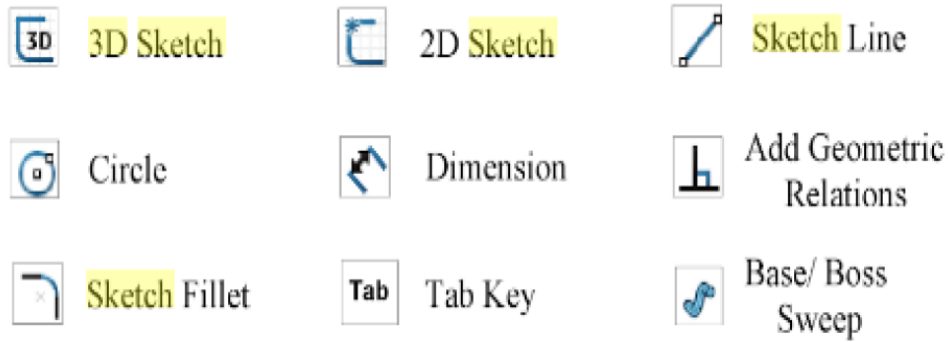 3D 3D Sketch
2D Sketch
Sketch Line
Circle
Dimension
Add Geometric
Relations
Sketch Fillet
Tab Tab Key
Base/ Boss
Sweep